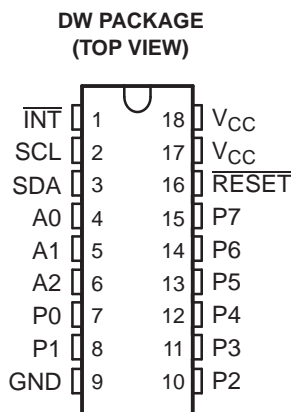 DW PACKAGE
(TOP VIEW)
INT 1 18 VCC
SCL 2 17 VCC
SDA 3 16 RESET
A0 4 15 P7
A1 5 14 P6
A2 6 13 P5
P0 7 12 P4
P1 8 11 P3
GND 9 10 P2